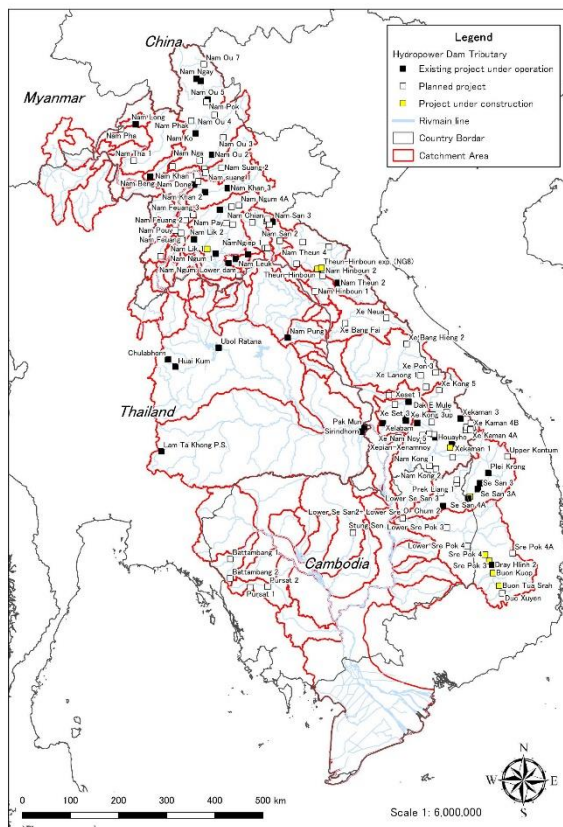 China
Nam Ou 7
Legend
Hydropower Dam Tributary
Existing project under operation
Planned project
Project under construction
Rivmain line
Country Bordar
Catchment Area
Nam Ngay
Nam Ou 5
Nam Pok
Myanmar
Nam Long
Nam Phak
Nam Ou 4
Nam Phe
Nam Ko
Nam Ou 3
Nam Tha 1
Nam Nga
Nam Ou 2
Nam Suang 2
Nam suang 1
Nam Khan 1
Nam Beng
Nam Dong
Nam Khan 3
Nam Khan 2
Nam Ngum 4A
Nam Feuang 3
Nam Chian
Nam San 3
Nam Feuang 2
Nam Pay
Nam Pouy
Nam Lik 2
Nam San 2
Nam Feuang 1
NamNgiep 1
Nam Lik 1
Nam Theun 4
Nam Ngum 1
Nam Leuk
Theun-Hinboun exp. (NG8)
Nam Ngum Lower dam
Theun-Hinboun
Nam Hinboun 2
Nam Theun 2
Nam Hinboun 1
Xe Neua
Nam Pung
Xe Bang Fai
Ubol Ratana
Xe Bang Hieng 2
Chulabhorn
Huai Kum
Xe Pon 3
Xe Lanong 1
Xe Kong 5
Xeset 1
Dak E Mule
Thailand
Xe Set 3
Xe Kong 3up
Xekaman 3
Pak Mun
Xelabam
Xe Kaman 4B
Sirindhorn
Xe Kaman 4A
Lam Ta Khong P.S.
Xe Nam Noy 5
Houayho
Xepian-Xenamnoy
Xekaman 1
Upper Kontum
Nam Kong 1
Plei Krong
Nam Kong 2
Prek Liang 1
Se San 3
Lower Se San 3
Se San 3A
Lower Se San2-
Lower Sre
Of Chum 2
Se San 4A
Stung Sen
Lower Sre Pok 3
Lower Sre Pok 4
Sre Pok 4
Sre Pok 4A
Battambang 1
Cambodia
Sre Pok 3
Dray Hlinn 2
Battambang 2
Pursat 2
Buon Kuop
Pursat 1
Buon Tua Srah
Duc Xuyen
N
W
E
S
0 100 200 300 400 500 km
Scale 1: 6,000,000